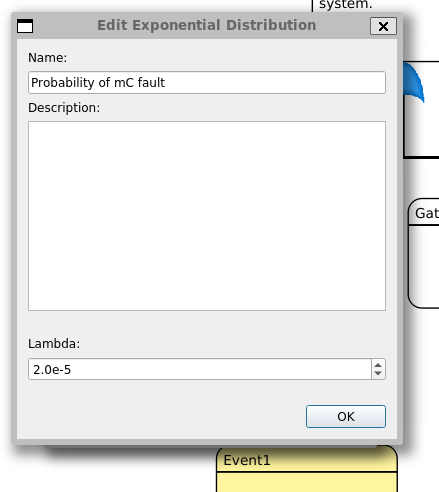 system.
Edit Exponential Distribution
Name:
Probability of mC fault
Description:
Gat
Lambda:
2.0e-5
OK
Event1